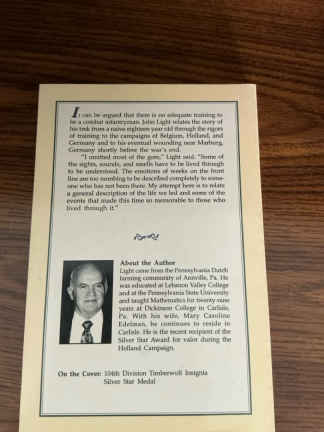 It can be argued that there is no adequate training to
be a combat infantryman. John Light relates the story of
his trek from a naive eighteen year old through the rigors
of training to the campaigns of Belgium, Holland, and
Germany and to his eventual wounding near Marburg,
Germany shortly before the war's end.
"I omitted most of the gore," Light said. "Some of
the sights, sounds, and smells have to be lived through
to be understood. The emotions of weeks on the front
line are too numbing to be described completely to some-
one who has not been there. My attempt here is to relate
a general description of the life we led and some of the
events that made this time so memorable to those who
lived through it."
About the Author
Light came from the Pennsylvania Dutch
farming community of Annville, Pa. He
was educated at Lebanon Valley College
and at the Pennsylvania State University
and taught Mathematics for twenty nine
years at Dickinson College in Carlisle,
Pa. With his wife, Mary Caroline
Edelman, he continues to reside in
Carlisle. He is the recent recipient of the
Silver Star Award for valor during the
Holland Campaign.
On the Cover: 104th Division Timberwolf Insignia
Silver Star Medal